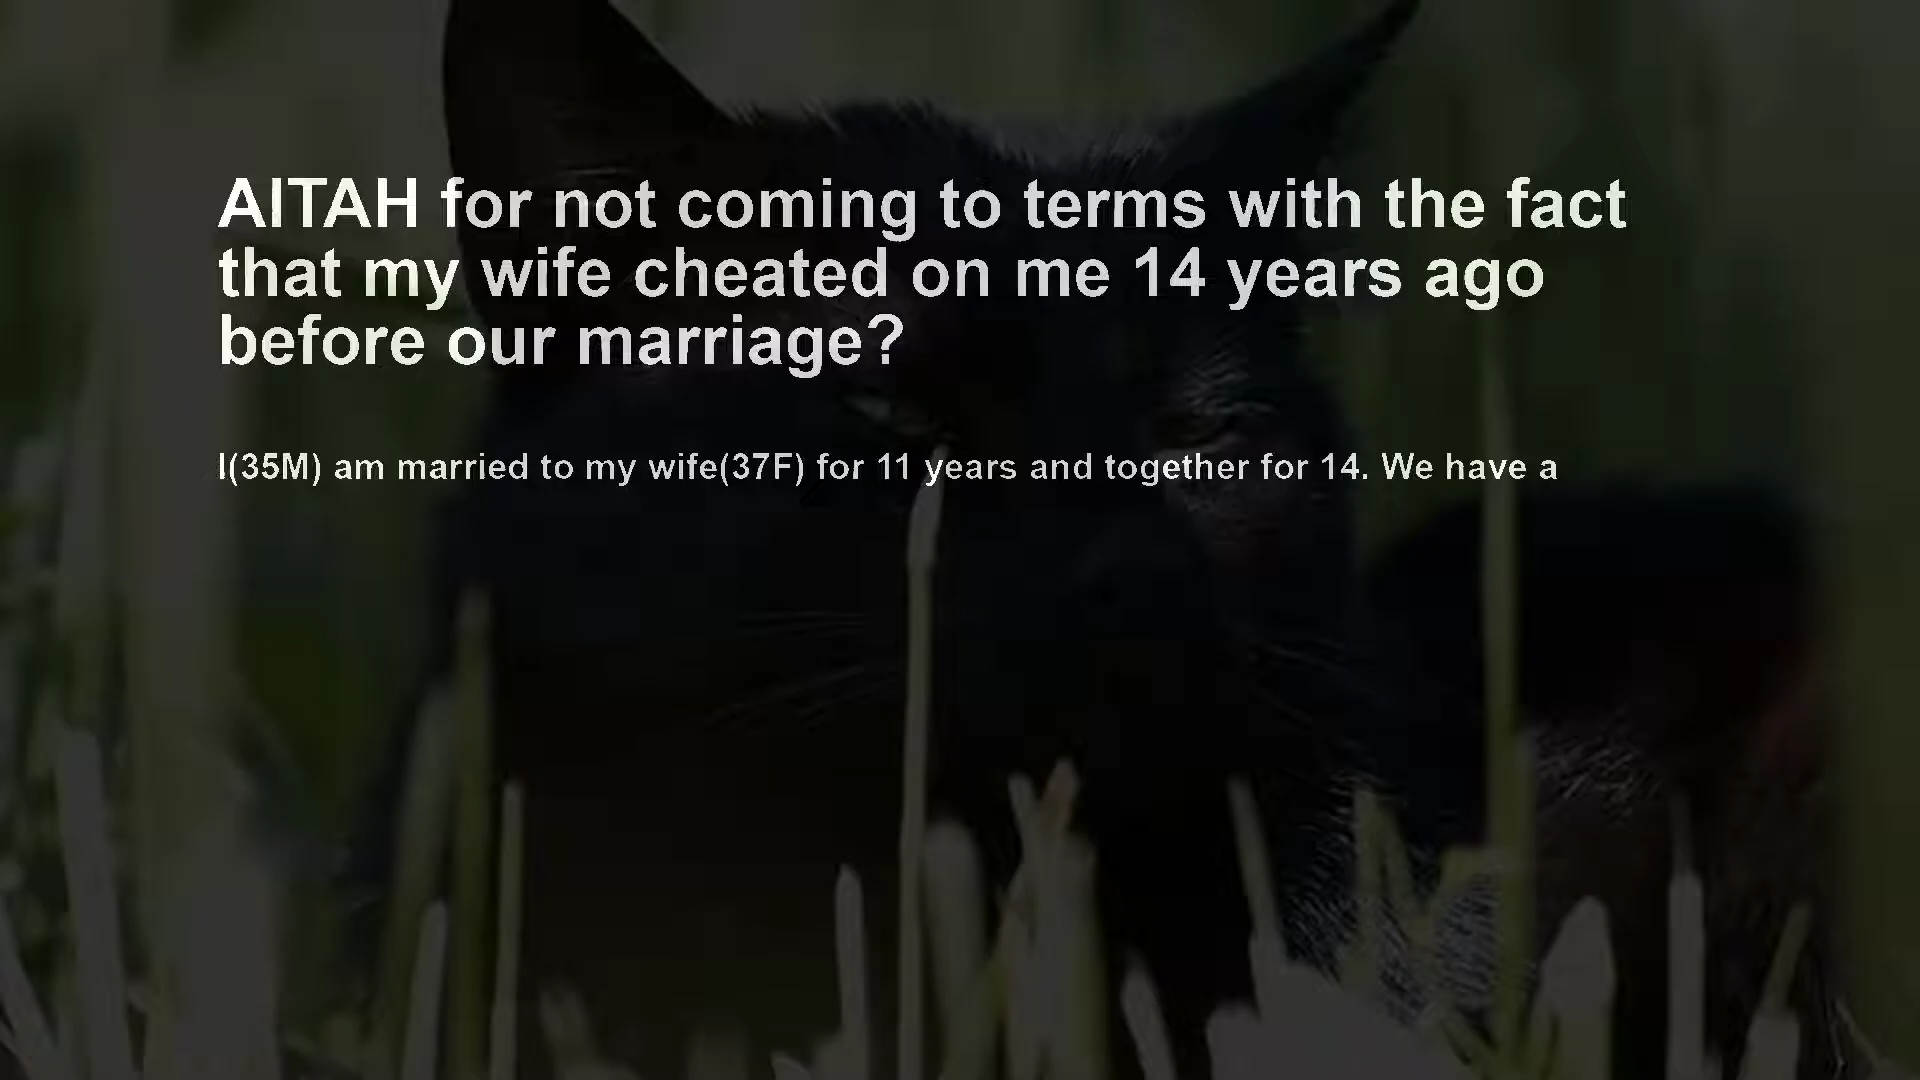 AITAH for not coming to terms with the fact
that my wife cheated on me 14 years ago
before our marriage?
I(35M) am married to my wife(37F) for 11 years and together for 14. We have a